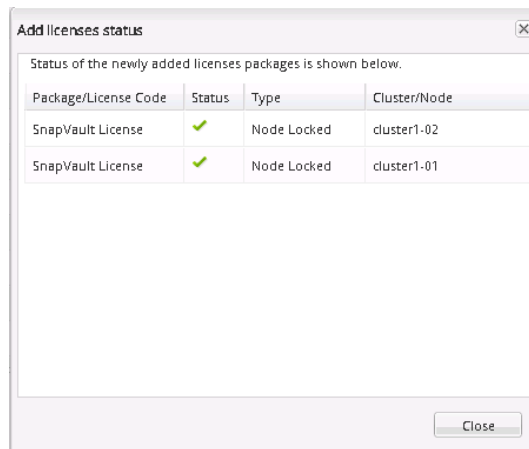 Add licenses status
Status of the newly added licenses packages is shown below.
Package/License Code Status Type Cluster/Node
SnapVault License Node Locked cluster1-02
SnapVault License Node Locked cluster1-01
Close